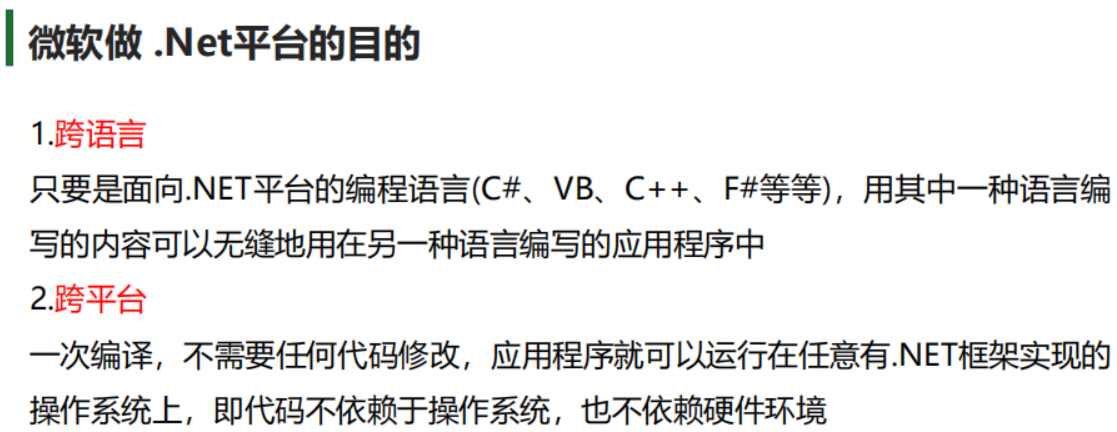 微软做 .Net平台的目的
1.跨语言
只要是面向.NET平台的编程语言(C#、VB、C++、F#等等)，用其中一种语言编
写的内容可以无缝地用在另一种语言编写的应用程序中
2.跨平台
一次编译，不需要任何代码修改，应用程序就可以运行在任意有.NET框架实现的
操作系统上，即代码不依赖于操作系统，也不依赖硬件环境